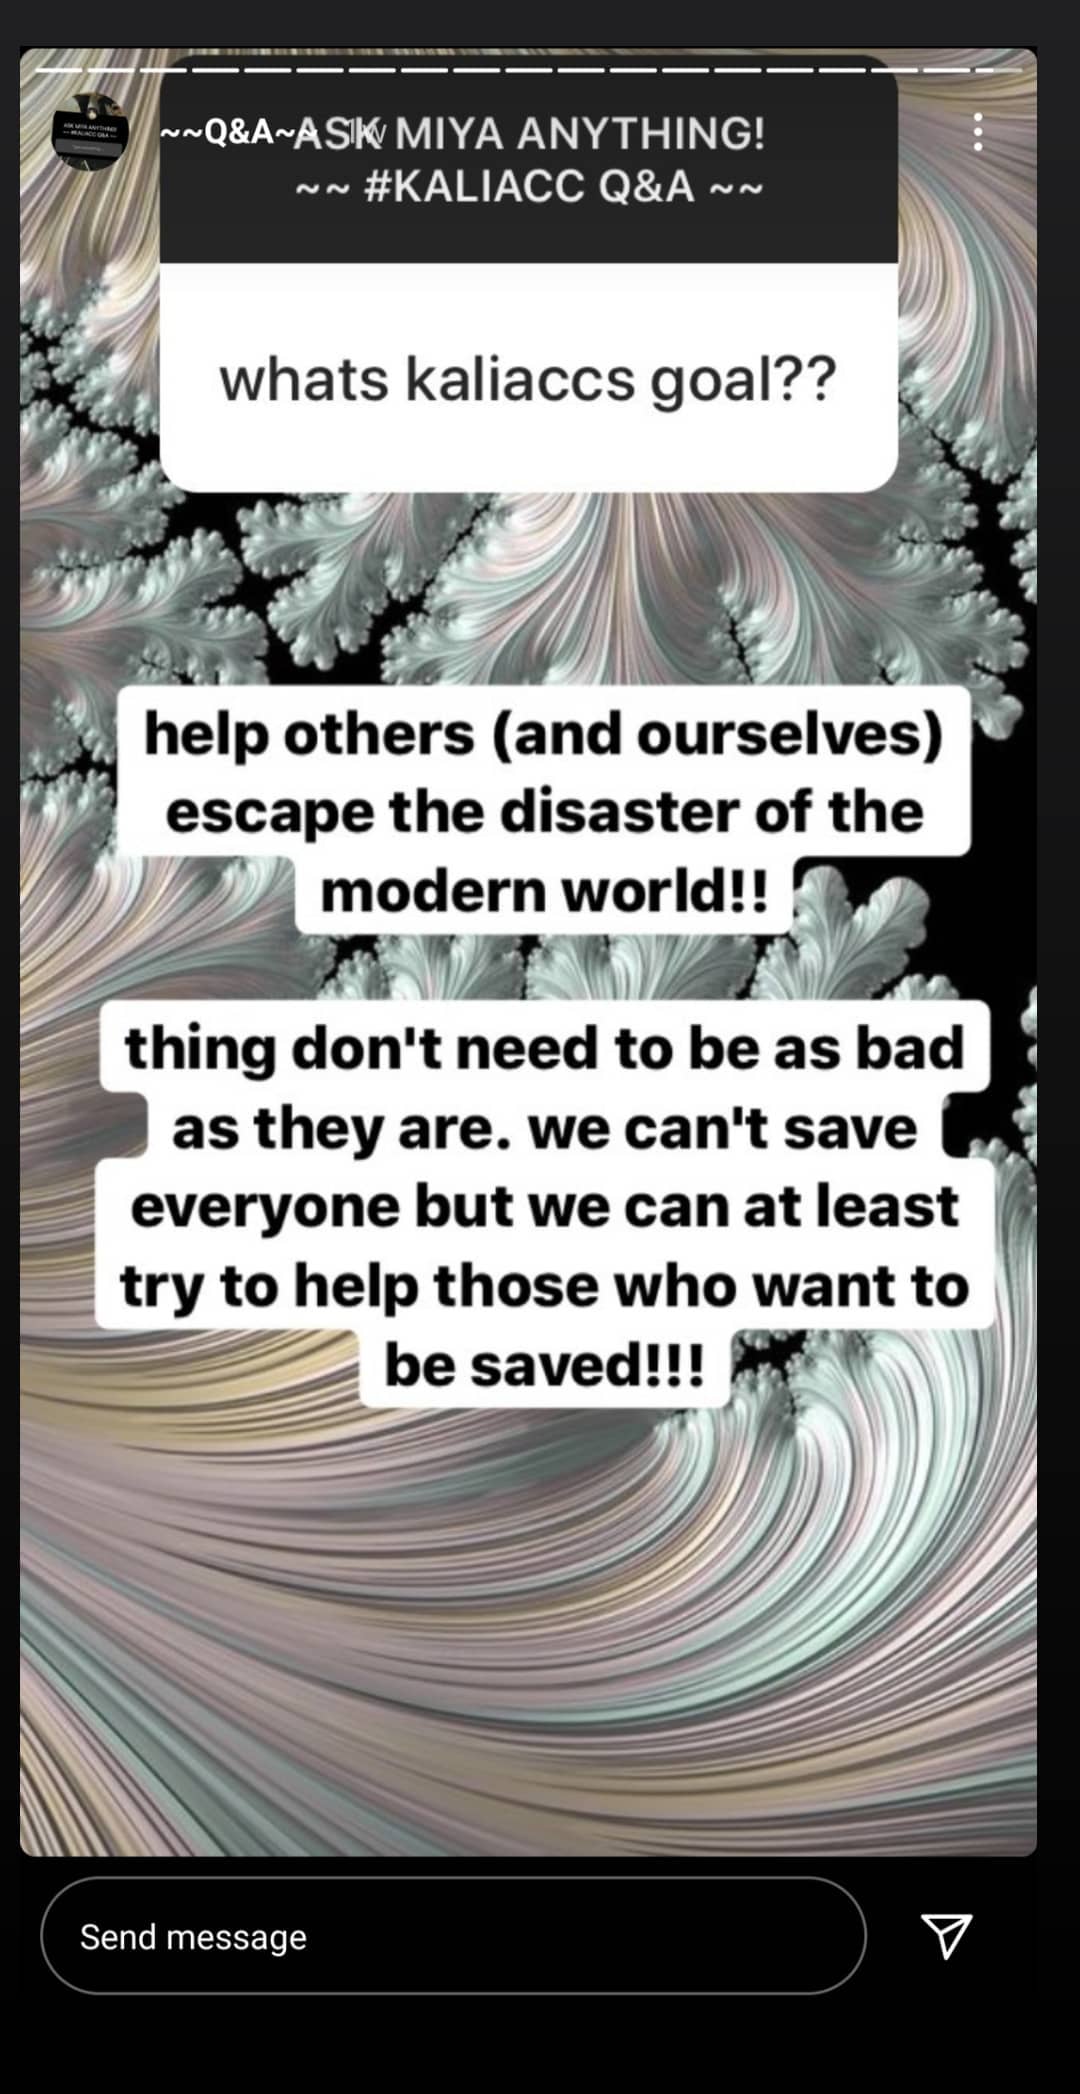 ~~Q&A~~ 1w
ASK MIYA ANYTHING!
~~ #KALIACC Q&A ~~
whats kaliaccs goal??
help others (and ourselves)
escape the disaster of the
modern world!!
thing don't need to be as bad
as they are. we can't save
everyone but we can at least
try to help those who want to
be saved!!!
Send message